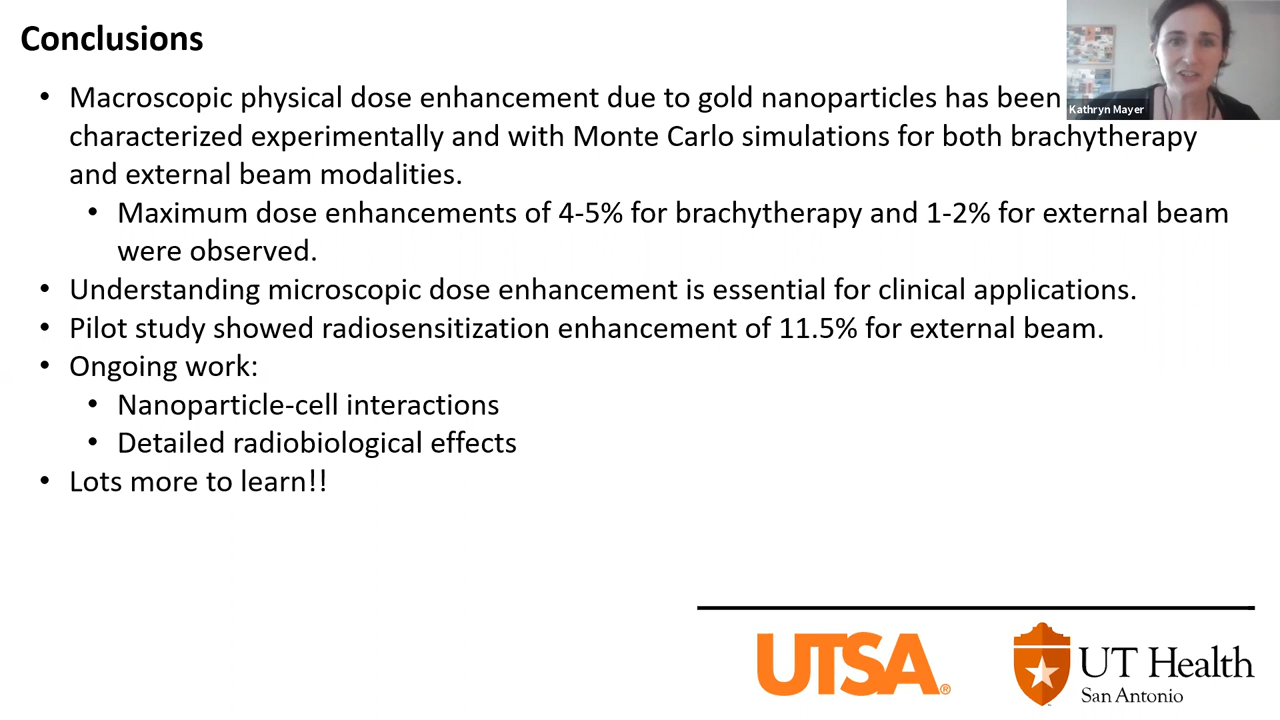 Conclusions
• Macroscopic physical dose enhancement due to gold nanoparticles has been
characterized experimentally and with Monte Carlo simulations for both brachytherapy
and external beam modalities.
• Maximum dose enhancements of 4-5% for brachytherapy and 1-2% for external beam
were observed.
• Understanding microscopic dose enhancement is essential for clinical applications.
• Pilot study showed radiosensitization enhancement of 11.5% for external beam.
• Ongoing work:
• Nanoparticle-cell interactions
• Detailed radiobiological effects
• Lots more to learn!!
Kathryn Mayer
UTSA®
UT Health
San Antonio